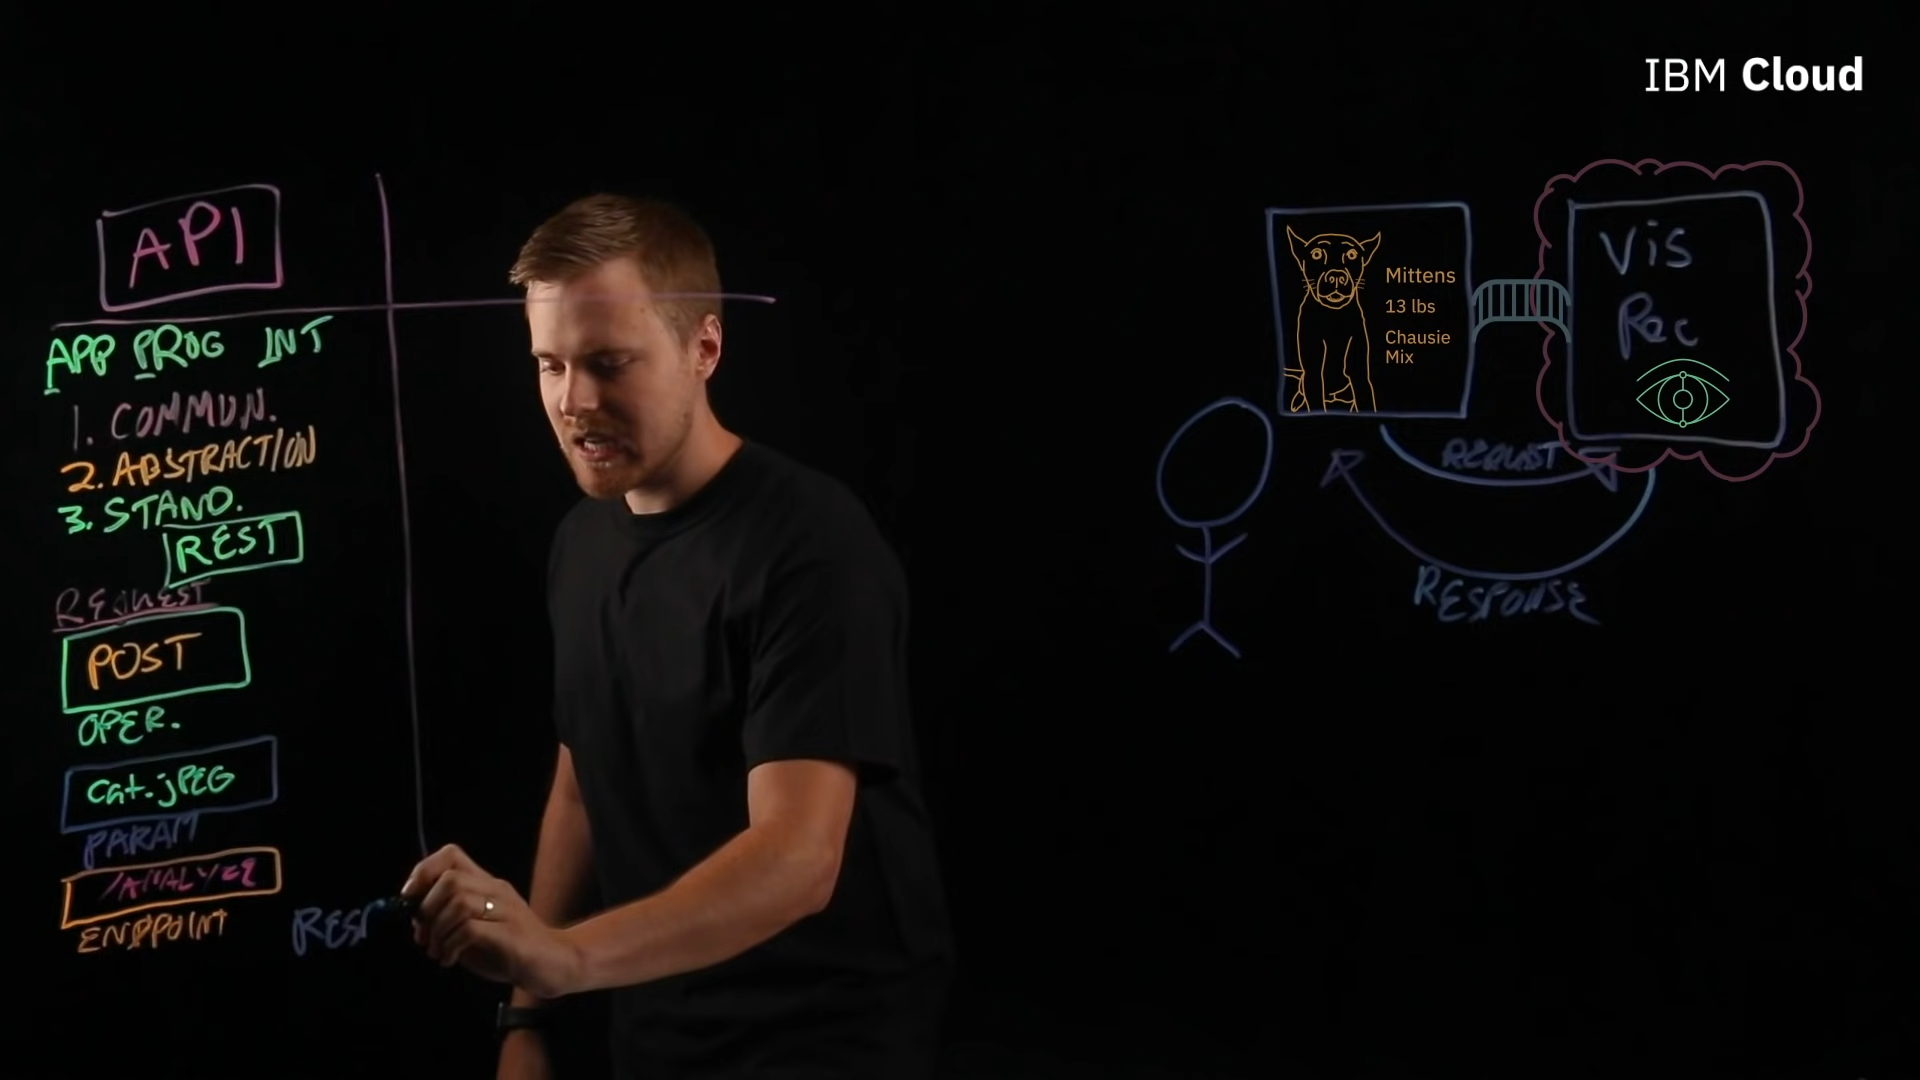 IBM Cloud
API
APP PROG INT
1. COMMUN.
2. ABSTRACTION
3. STAND.
REST
REQUEST
POST
OPER.
cat.jPEG
PARAM
/ANALYZE
ENDPOINT
RESP
Mittens
13 lbs
Chausie
Mix
Vis
Rec
REQUEST
RESPONSE